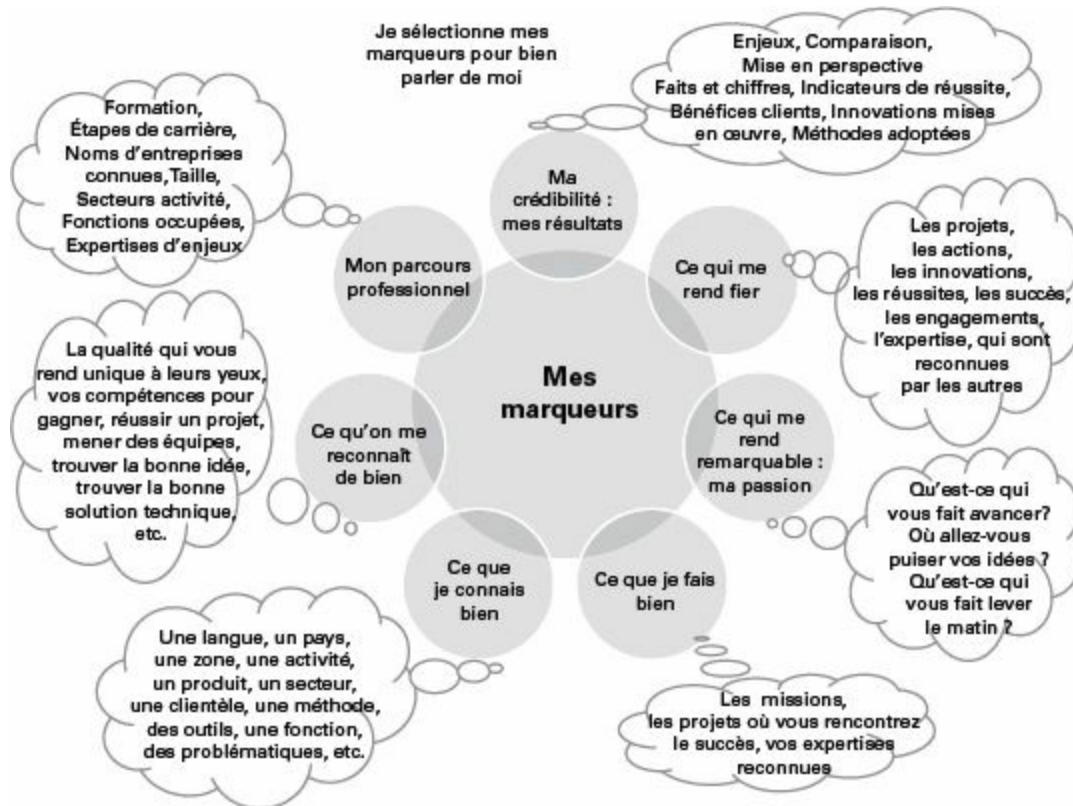 Je sélectionne mes
marqueurs pour bien
parler de moi
Enjeux, Comparaison,
Mise en perspective
Faits et chiffres, Indicateurs de réussite,
Bénéfices clients, Innovations mises
en œuvre, Méthodes adoptées
Formation,
Étapes de carrière,
Noms d'entreprises
connues, Taille,
Secteurs activité,
Fonctions occupées,
Expertises d'enjeux
Ma
crédibilité :
mes résultats
Mon parcours
professionnel
Ce qui me
rend fier
Les projets,
les actions,
les innovations,
les réussites, les succès,
les engagements,
l'expertise, qui sont
reconnues
par les autres
La qualité qui vous
rend unique à leurs yeux,
vos compétences pour
gagner, réussir un projet,
mener des équipes,
trouver la bonne idée,
trouver la bonne
solution technique,
etc..
Mes
marqueurs
Ce qu'on me
reconnaît
de bien
Ce qui me
rend
remarquable :
ma passion
Qu'est-ce qui
vous fait avancer?
Où allez-vous
puiser vos idées ?
Qu'est-ce qui
vous fait lever
le matin ?
Ce que
je connais
bien
Ce que je fais
bien
Une langue, un pays,
une zone, une activité,
un produit, un secteur,
une clientèle, une méthode,
des outils, une fonction,
des problématiques, etc.
Les missions,
les projets où vous rencontrez
le succès, vos expertises
reconnues